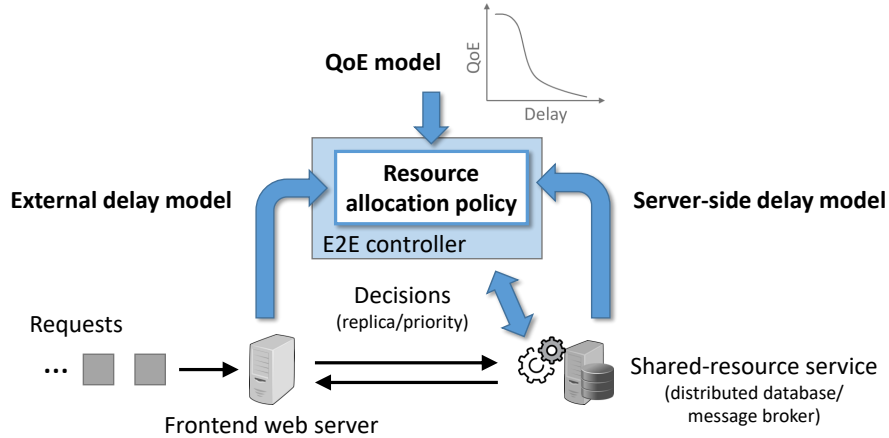 QoE model
QoE
Delay
Resource
allocation policy
E2E controller
External delay model
Server-side delay model
Decisions
(replica/priority)
Requests
...
Frontend web server
Shared-resource service
(distributed database/
message broker)